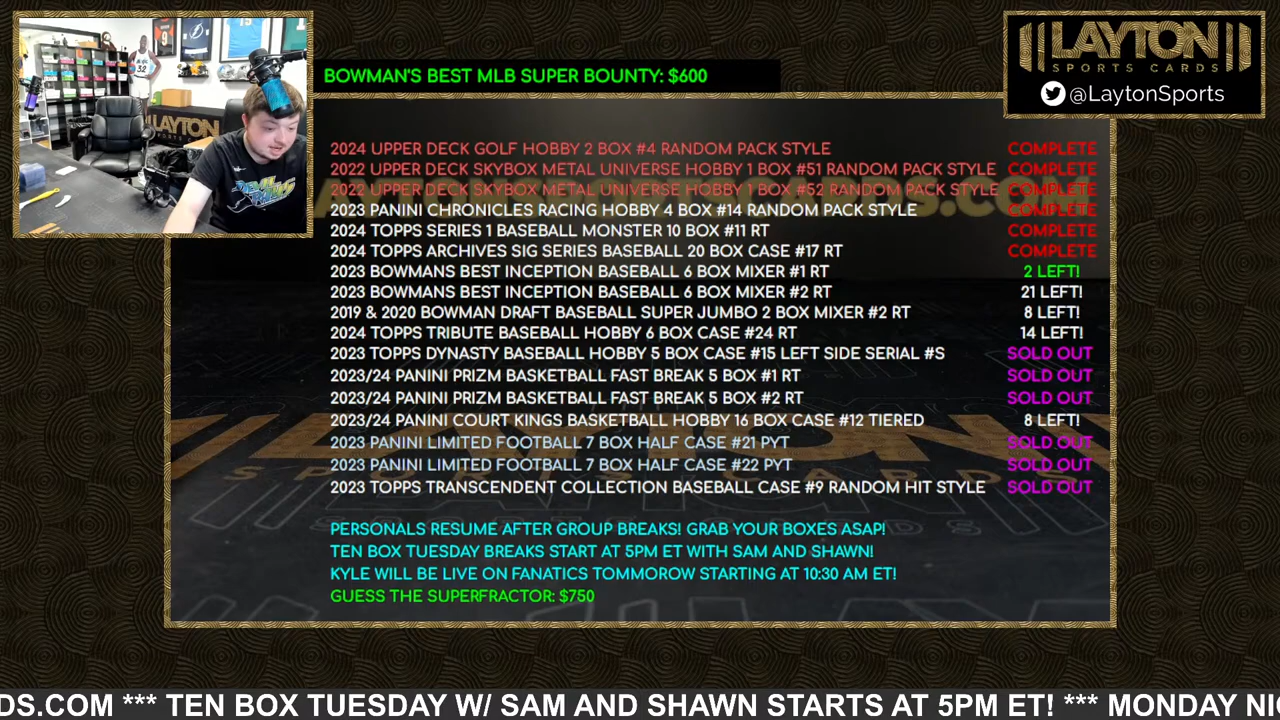 BOWMAN'S BEST MLB SUPER BOUNTY: $600
LAYTON
SPORTS CARDS
@LaytonSports
32
LAYTON
2024 UPPER DECK GOLF HOBBY 2 BOX #4 RANDOM PACK STYLE COMPLETE
2022 UPPER DECK SKYBOX METAL UNIVERSE HOBBY 1 BOX #51 RANDOM PACK STYLE COMPLETE
2022 UPPER DECK SKYBOX METAL UNIVERSE HOBBY 1 BOX #52 RANDOM PACK STYLE COMPLETE
2023 PANINI CHRONICLES RACING HOBBY 4 BOX #14 RANDOM PACK STYLE COMPLETE
2024 TOPPS SERIES 1 BASEBALL MONSTER 10 BOX #11 RT COMPLETE
2024 TOPPS ARCHIVES SIG SERIES BASEBALL 20 BOX CASE #17 RT COMPLETE
2023 BOWMANS BEST INCEPTION BASEBALL 6 BOX MIXER #1 RT 2 LEFT!
2023 BOWMANS BEST INCEPTION BASEBALL 6 BOX MIXER #2 RT 21 LEFT!
2019 & 2020 BOWMAN DRAFT BASEBALL SUPER JUMBO 2 BOX MIXER #2 RT 8 LEFT!
2024 TOPPS TRIBUTE BASEBALL HOBBY 6 BOX CASE #24 RT 14 LEFT!
2023 TOPPS DYNASTY BASEBALL HOBBY 5 BOX CASE #15 LEFT SIDE SERIAL #S SOLD OUT
2023/24 PANINI PRIZM BASKETBALL FAST BREAK 5 BOX #1 RT SOLD OUT
2023/24 PANINI PRIZM BASKETBALL FAST BREAK 5 BOX #2 RT SOLD OUT
2023/24 PANINI COURT KINGS BASKETBALL HOBBY 16 BOX CASE #12 TIERED 8 LEFT!
2023 PANINI LIMITED FOOTBALL 7 BOX HALF CASE #21 PYT SOLD OUT
2023 PANINI LIMITED FOOTBALL 7 BOX HALF CASE #22 PYT SOLD OUT
2023 TOPPS TRANSCENDENT COLLECTION BASEBALL CASE #9 RANDOM HIT STYLE SOLD OUT
PERSONALS RESUME AFTER GROUP BREAKS! GRAB YOUR BOXES ASAP!
TEN BOX TUESDAY BREAKS START AT 5PM ET WITH SAM AND SHAWN!
KYLE WILL BE LIVE ON FANATICS TOMMOROW STARTING AT 10:30 AM ET!
GUESS THE SUPERFRACTOR: $750
DS.COM *** TEN BOX TUESDAY W/ SAM AND SHAWN STARTS AT 5PM ET! *** MONDAY NI